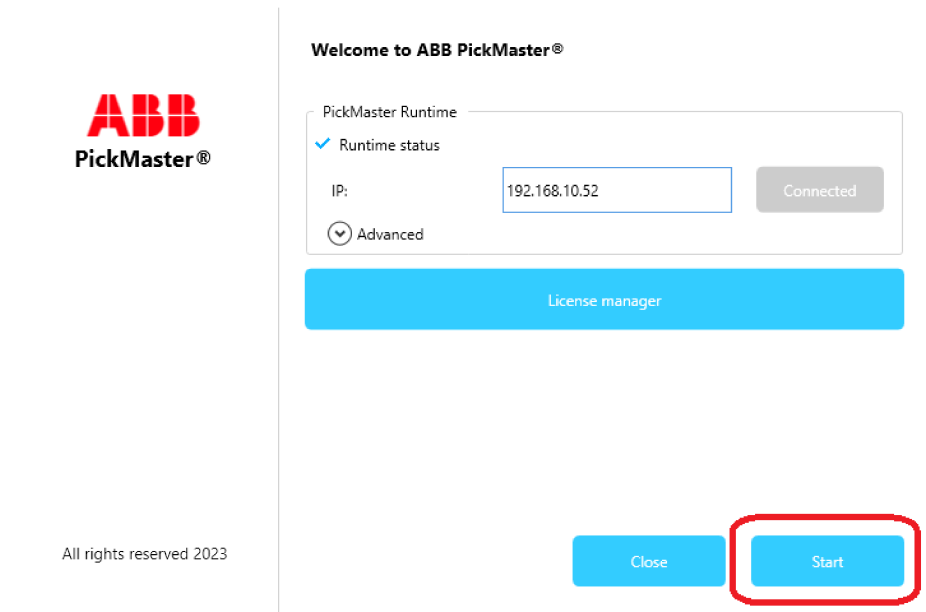 ABB
PickMaster®
All rights reserved 2023
Welcome to ABB PickMaster®
PickMaster Runtime
Runtime status
IP: 192.168.10.52 Connected
Advanced
License manager
Close Start